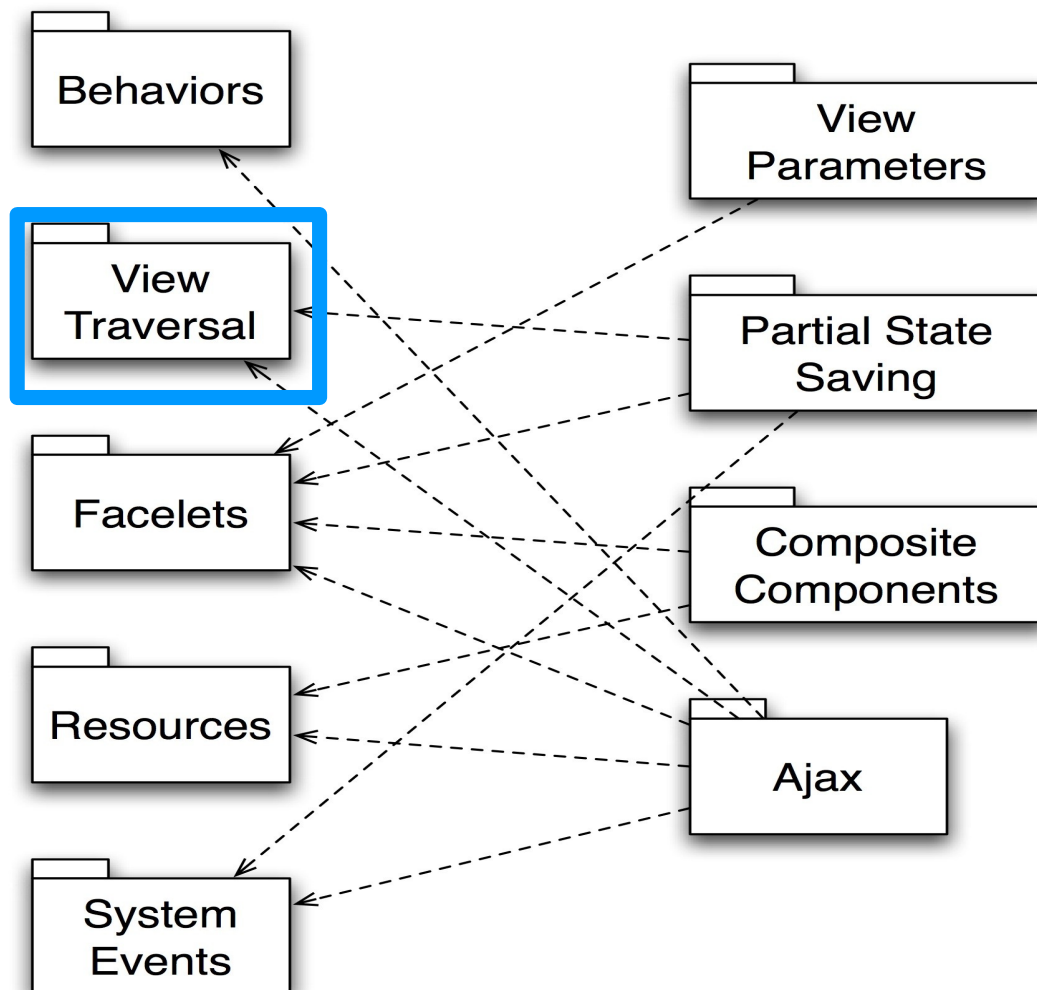 Behaviors
View
Traversal
Facelets
Resources
System
Events
View
Parameters
Partial State
Saving
Composite
Components
Ajax